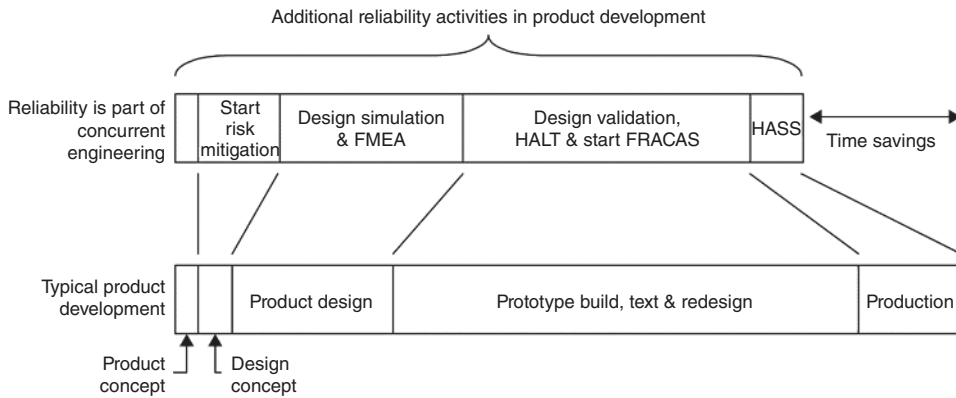 Additional reliability activities in product development
Reliability is part of
concurrent
engineering
Start
risk
mitigation
Design simulation
& FMEA
Design validation,
HALT & start FRACAS
HASS
Time savings
Typical product
development
Product design
Prototype build, text & redesign
Production
Product
concept
Design
concept